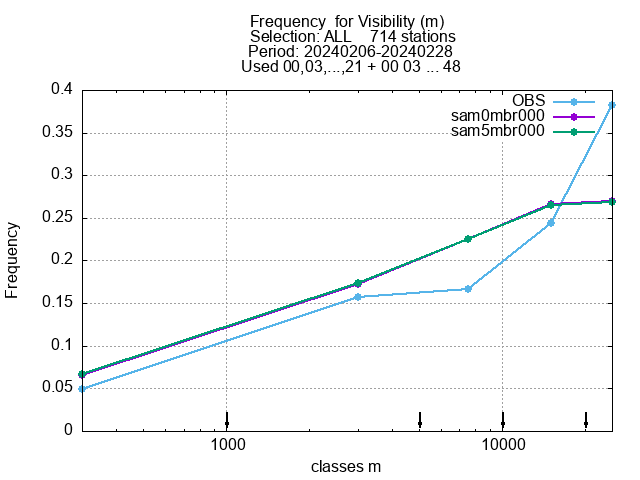 Frequency  for Visibility (m)
Selection: ALL    714 stations
Period: 20240206-20240228
Used 00,03,...,21 + 00 03 ... 48
OBS
sam0mbr000
sam5mbr000
0.4
0.35
0.3
0.25
0.2
0.15
0.1
0.05
0
Frequency
1000
10000
classes m